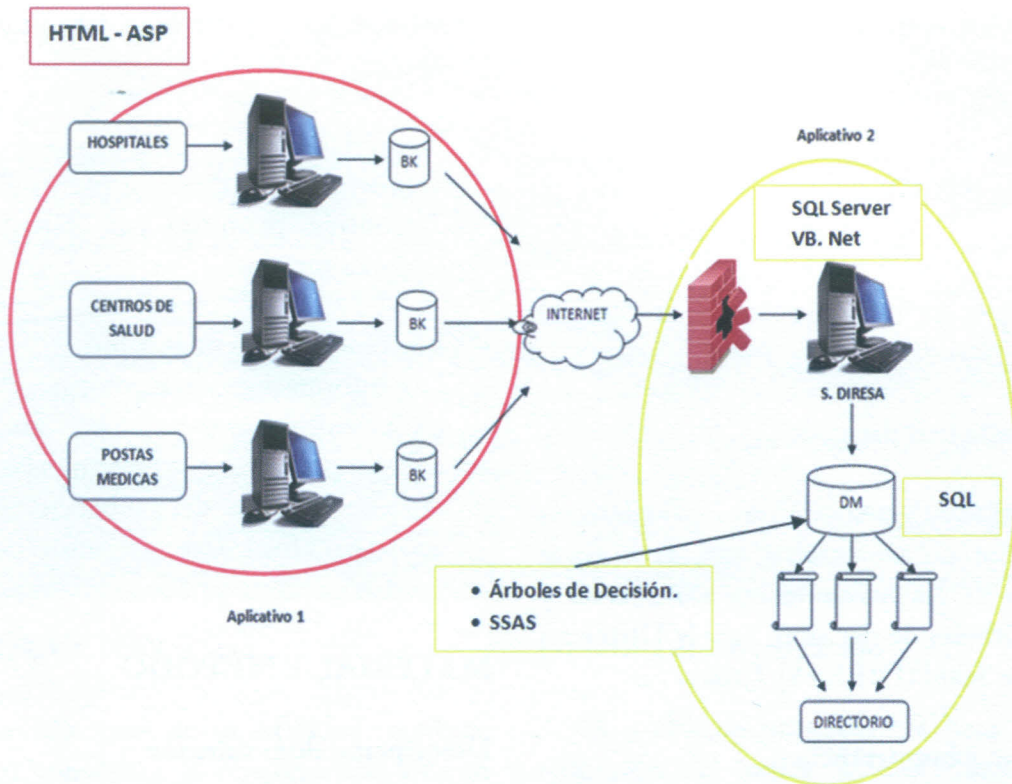 HTML - ASP
HOSPITALES
BK
CENTROS DE
SALUD
BK
POSTAS
MEDICAS
BK
Aplicativo 1
INTERNET
Aplicativo 2
SQL Server
VB. Net
S. DIRESA
DM
SQL
• Árboles de Decisión.
• SSAS
DIRECTORIO